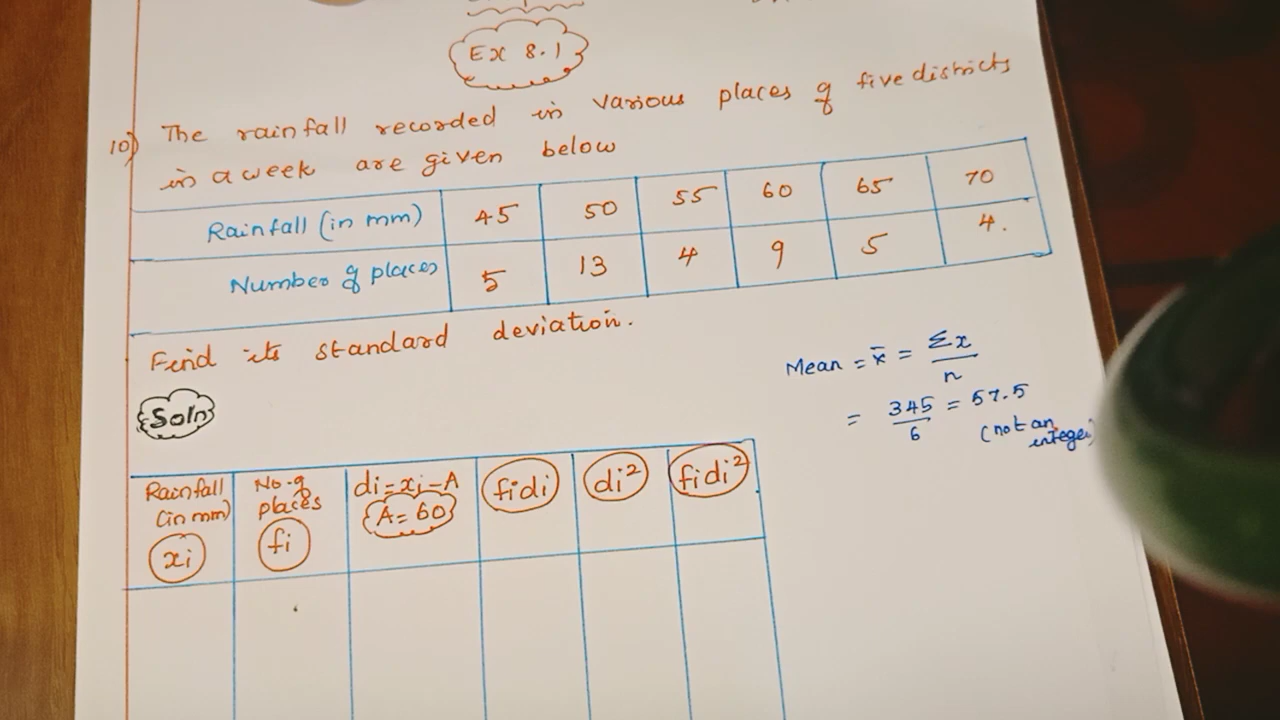 Ex 8.1
10) The rainfall recorded in various places of five districts
in a week are given below
Rainfall (in mm) 45 50 55 60 65 70
Number of places 5 13 4 9 5 4.
Find its standard deviation.
Mean = x̄ = Σx / n
= 345 / 6 = 57.5
(not an
integer)
Soln
Rainfall (in mm) xi
No. of places fi
di = xi - A
A = 60
fidi
di²
fidi²